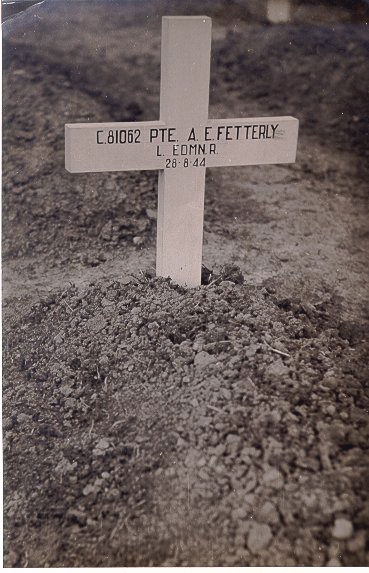 C.81062 PTE. A. E. FETTERLY
L. EDMN. R.
28-8-44